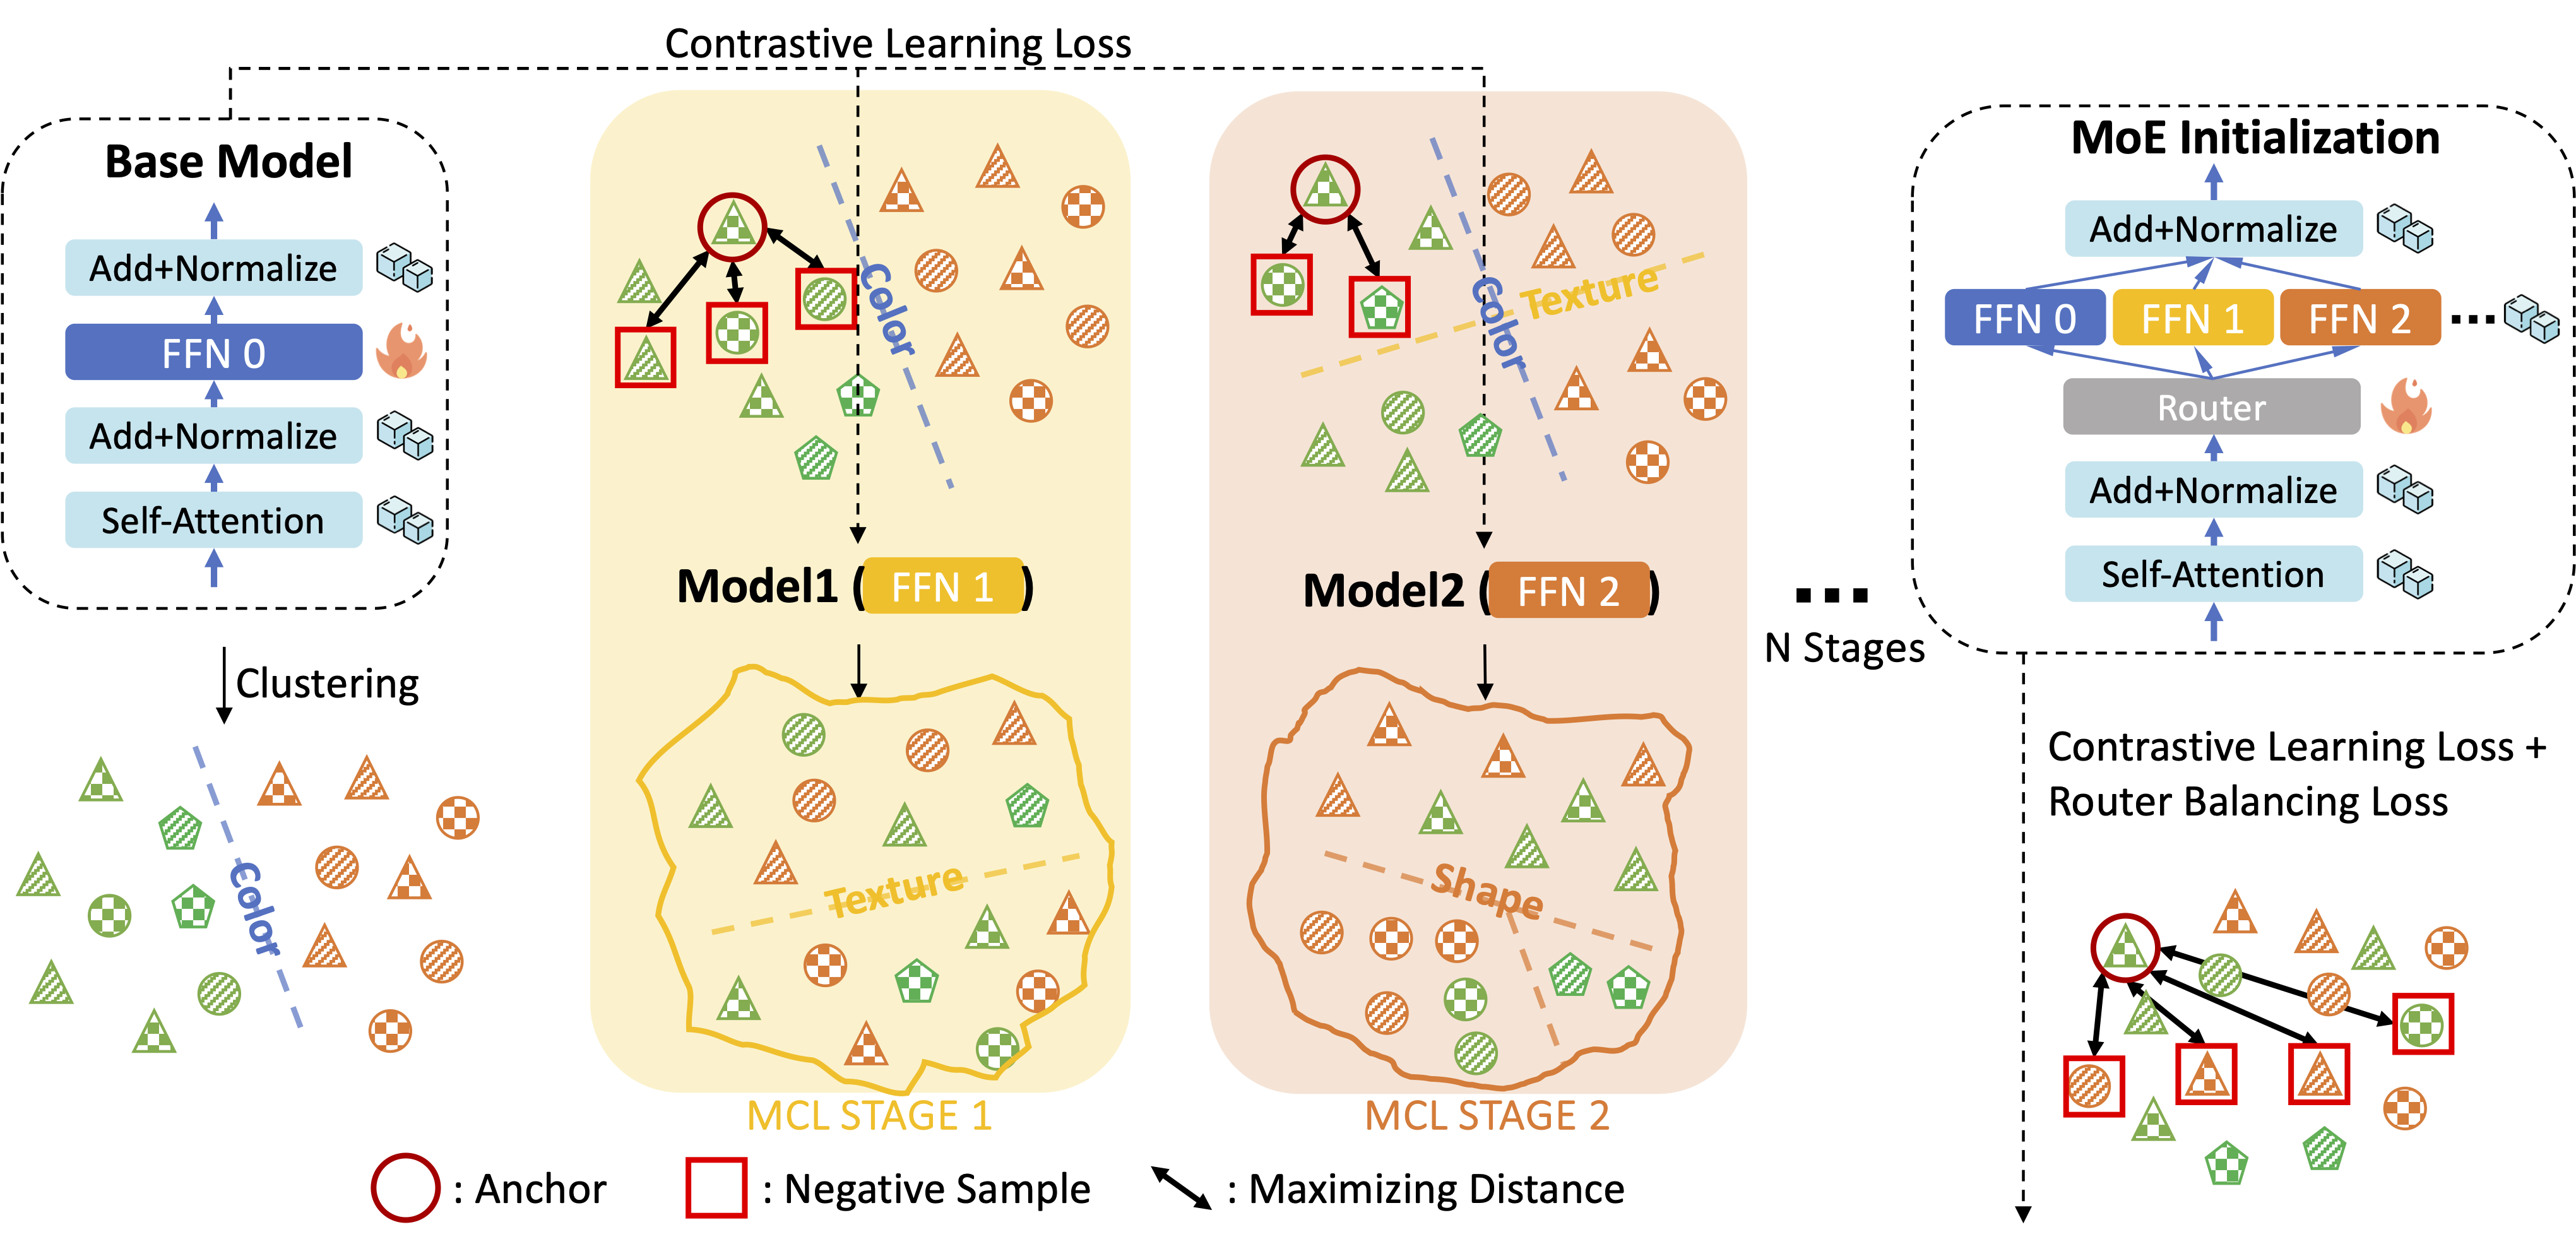 Contrastive Learning Loss
Base Model
Add+Normalize
FFN 0
Add+Normalize
Self-Attention
Clustering
Color
Color
Model1 ( FFN 1 )
Texture
MCL STAGE 1
Color
Texture
Model2 ( FFN 2 )
Shape
MCL STAGE 2
...
N Stages
MoE Initialization
Add+Normalize
FFN 0 FFN 1 FFN 2 ...
Router
Add+Normalize
Self-Attention
Contrastive Learning Loss +
Router Balancing Loss
: Anchor : Negative Sample : Maximizing Distance